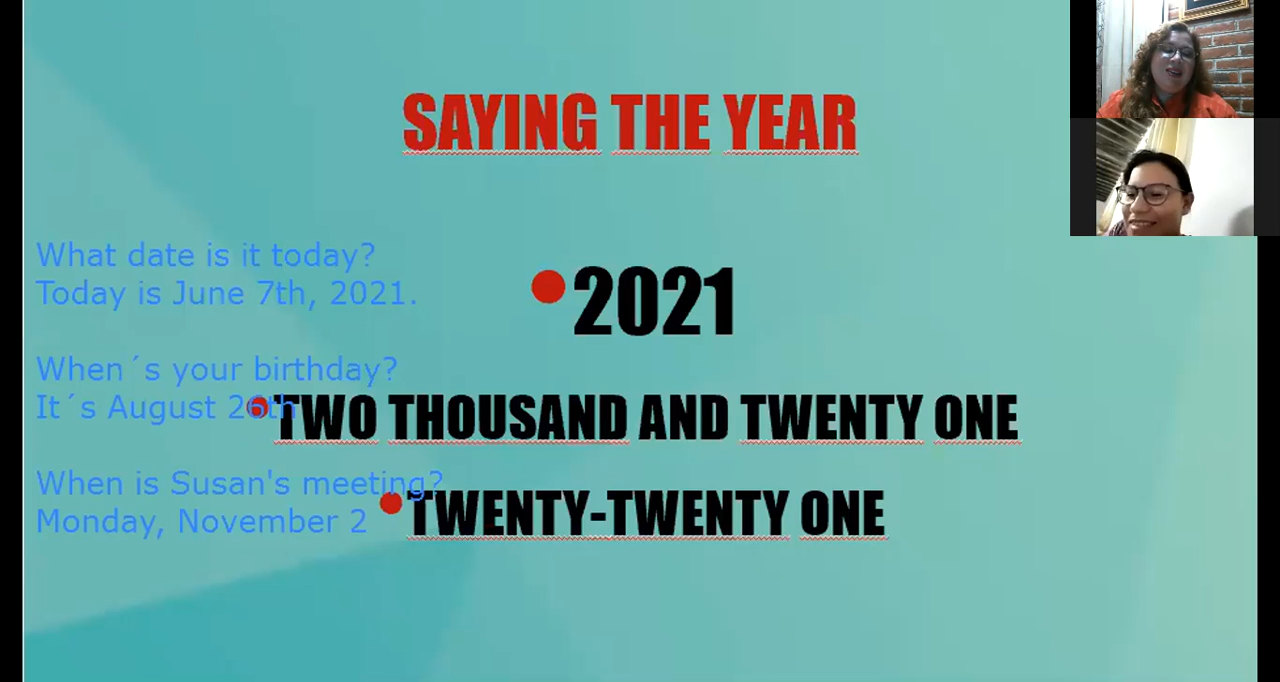 SAYING THE YEAR
What date is it today?
Today is June 7th, 2021.
When´s your birthday?
It´s August 26th
When is Susan's meeting?
Monday, November 2
2021
TWO THOUSAND AND TWENTY ONE
TWENTY-TWENTY ONE